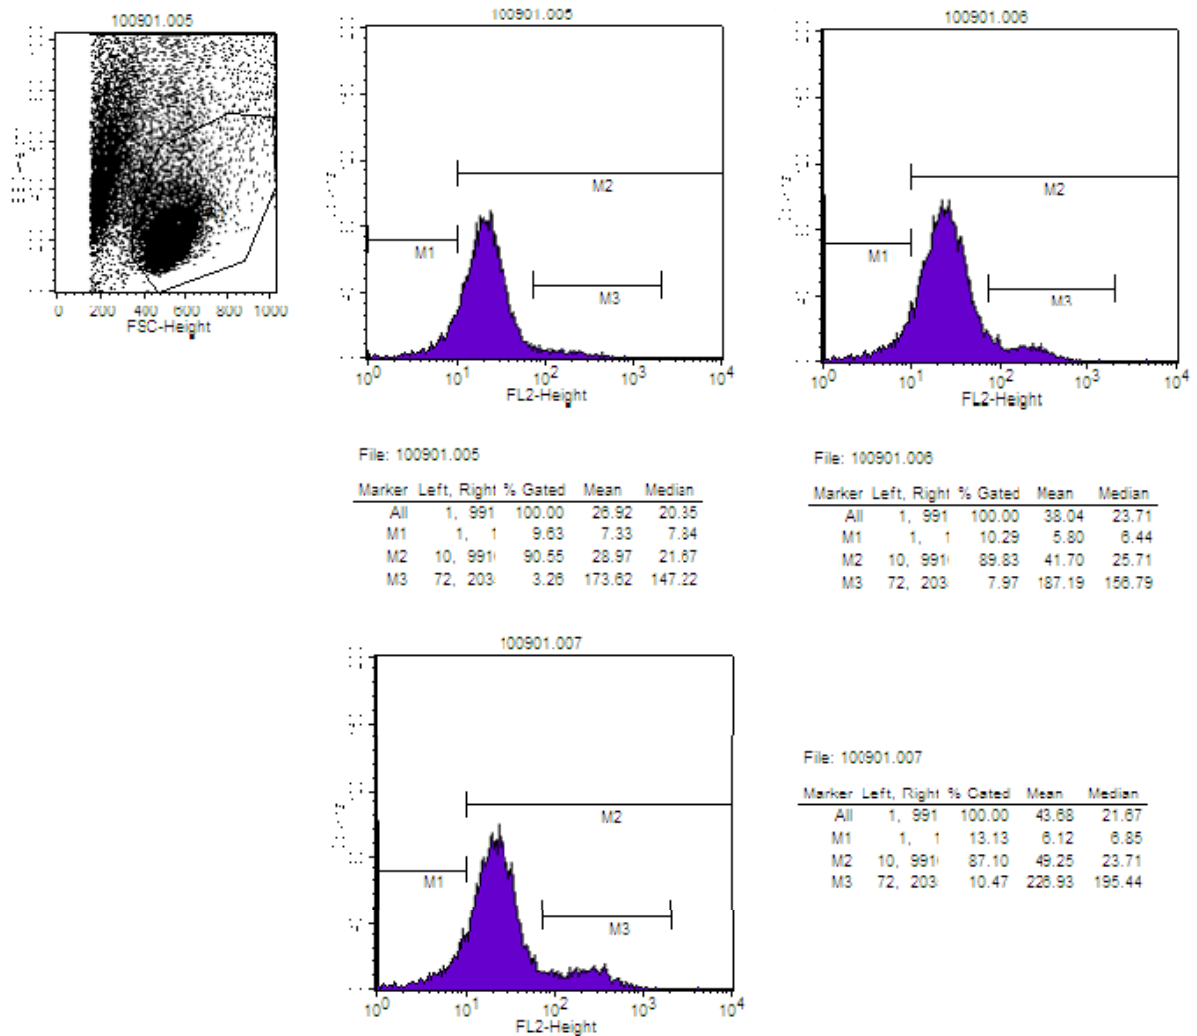 100901.005
0 200 400 600 800 1000
FSC-Height
100901.005
M2
M1
M3
10^0 10^1 10^2 10^3 10^4
FL2-Height
100901.006
M2
M1
M3
10^0 10^1 10^2 10^3 10^4
FL2-Height
File: 100901.005
Marker Left, Right % Gated Mean Median
All 1, 991 100.00 26.92 20.35
M1 1, 1 9.63 7.33 7.84
M2 10, 991 90.55 28.97 21.67
M3 72, 203 3.26 173.62 147.22
File: 100901.006
Marker Left, Right % Gated Mean Median
All 1, 991 100.00 38.04 23.71
M1 1, 1 10.29 5.80 6.44
M2 10, 991 89.83 41.70 25.71
M3 72, 203 7.97 187.19 156.79
100901.007
M2
M1
M3
10^0 10^1 10^2 10^3 10^4
FL2-Height
File: 100901.007
Marker Left, Right % Gated Mean Median
All 1, 991 100.00 43.68 21.67
M1 1, 1 13.13 6.12 6.85
M2 10, 991 87.10 49.25 23.71
M3 72, 203 10.47 226.93 195.44